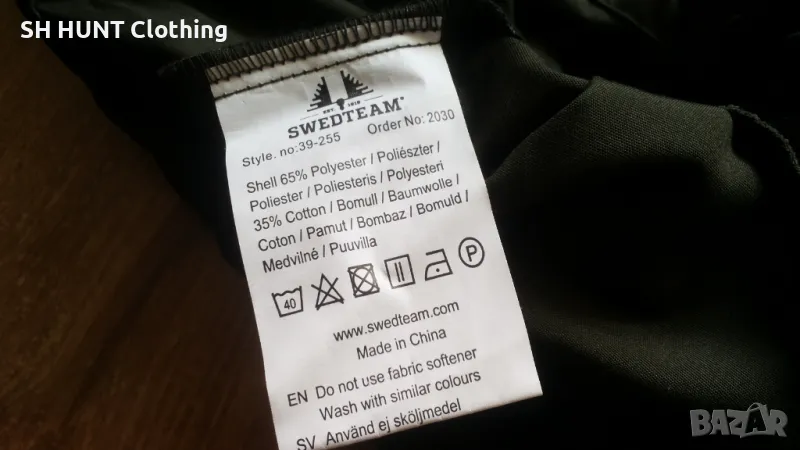 SH HUNT Clothing
EST. 1918
SWEDTEAM®
Style. no:39-255 Order No: 2030
Shell 65% Polyester / Poliészter /
Poliester / Poliesteris / Polyesteri
35% Cotton / Bomull / Baumwolle /
Coton / Pamut / Bombaz / Bomuld /
Medvilné / Puuvilla
40 P
www.swedteam.com
Made in China
EN Do not use fabric softener
Wash with similar colours
SV Använd ej sköljmedel
BAZAR